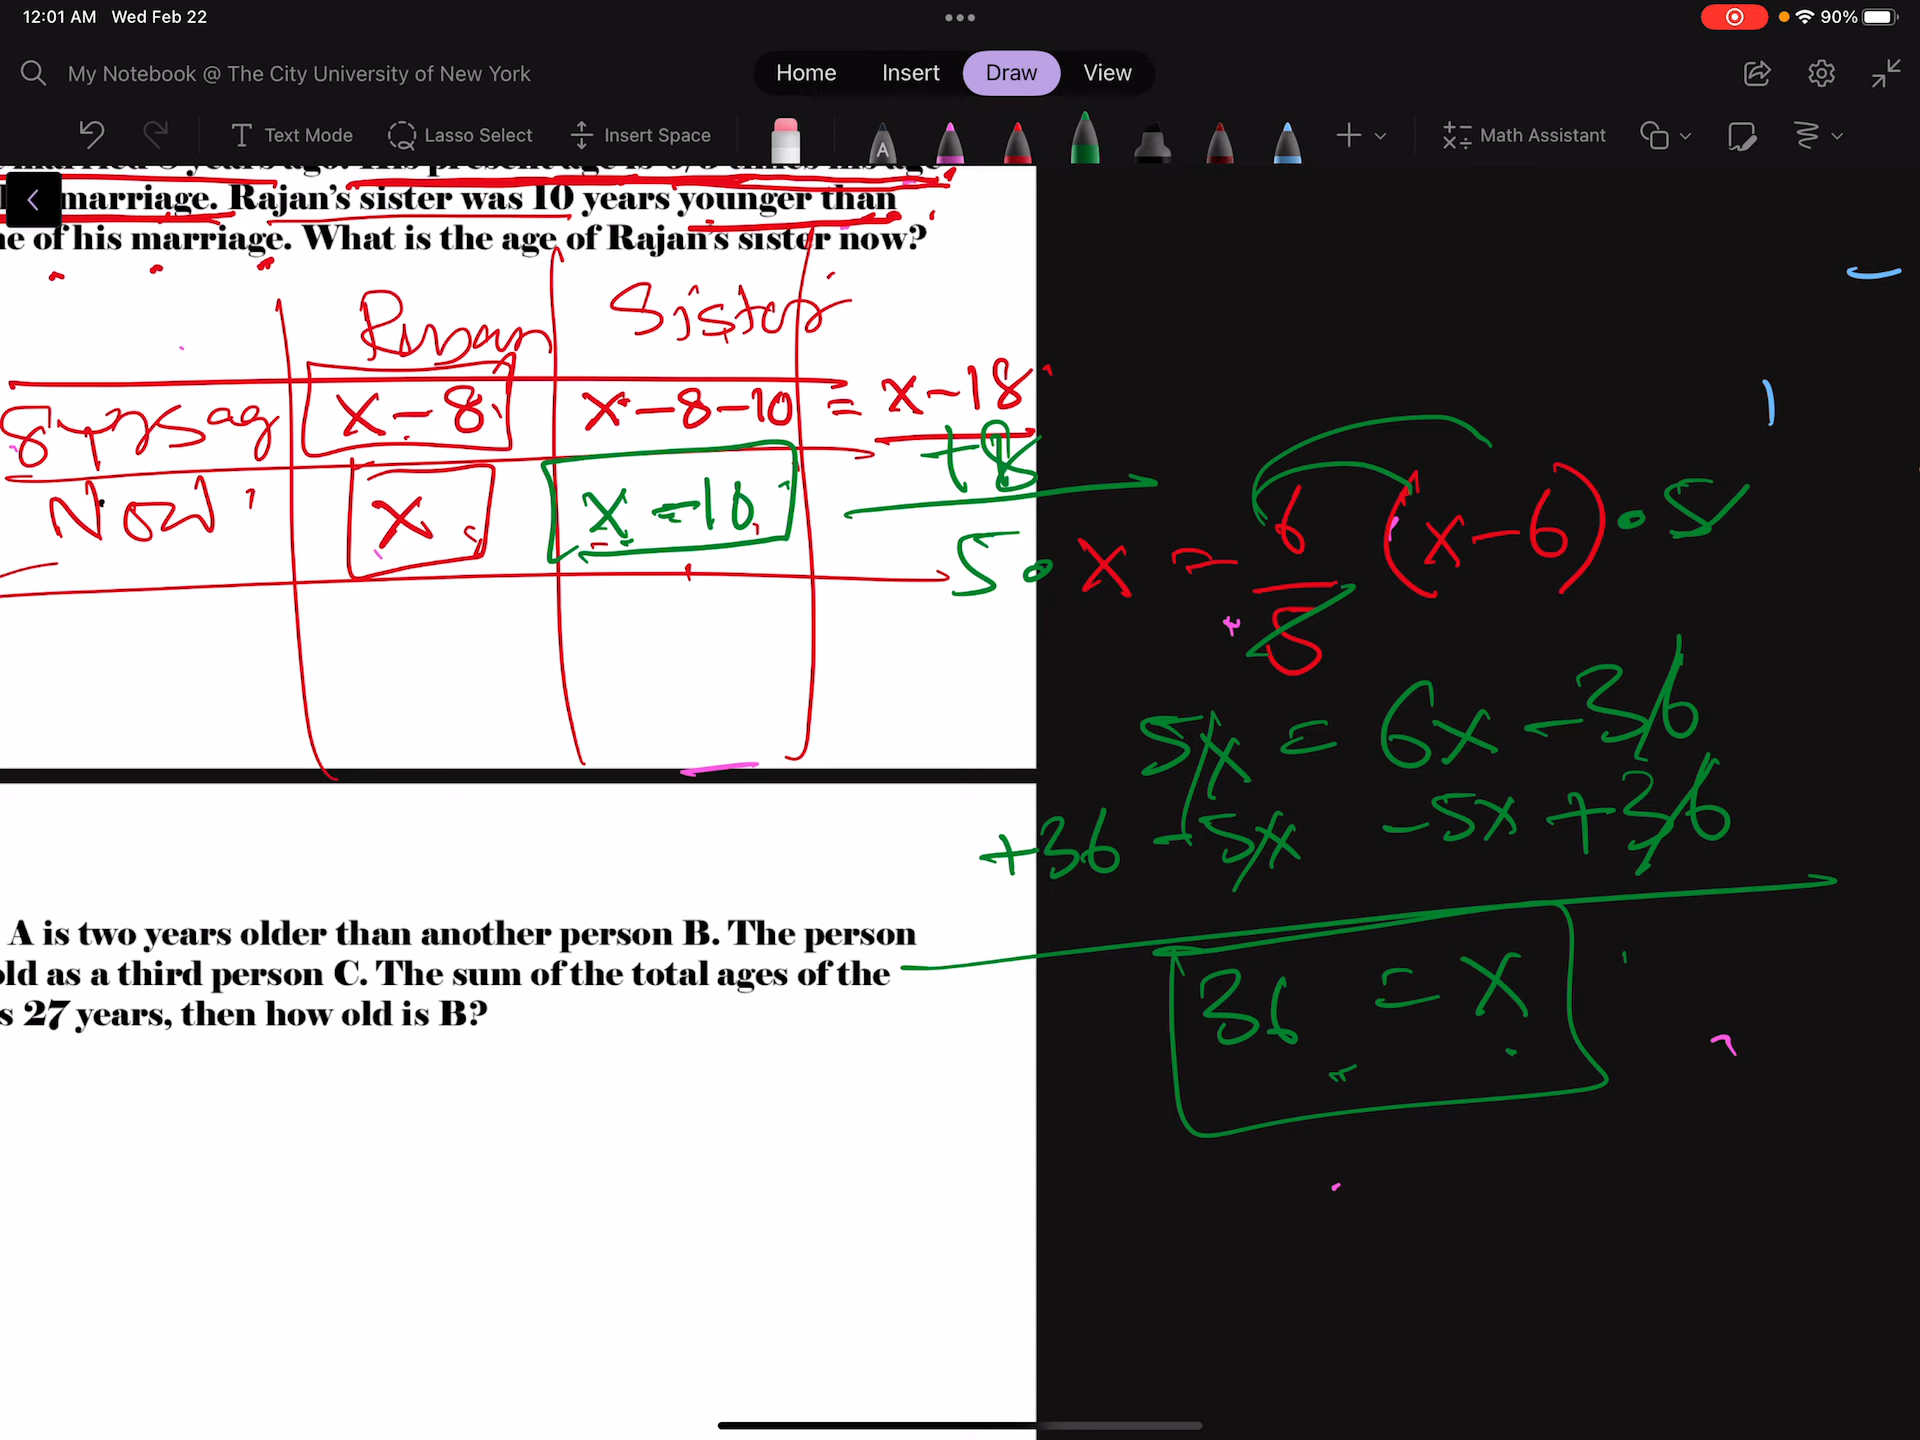 12:01 AM Wed Feb 22
90%
My Notebook @ The City University of New York
Home Insert Draw View
Text Mode Lasso Select Insert Space A Math Assistant
marriage. Rajan's sister was 10 years younger than
of his marriage. What is the age of Rajan's sister now?
Sister
x - 8 x - 8 - 10 = x - 18
+8
Now x x - 10
5 • x = 6/5 (x - 6) • 5
5x = 6x - 36
+36 - 5x - 5x + 36
36 = x
A is two years older than another person B. The person
old as a third person C. The sum of the total ages of the
s 27 years, then how old is B?